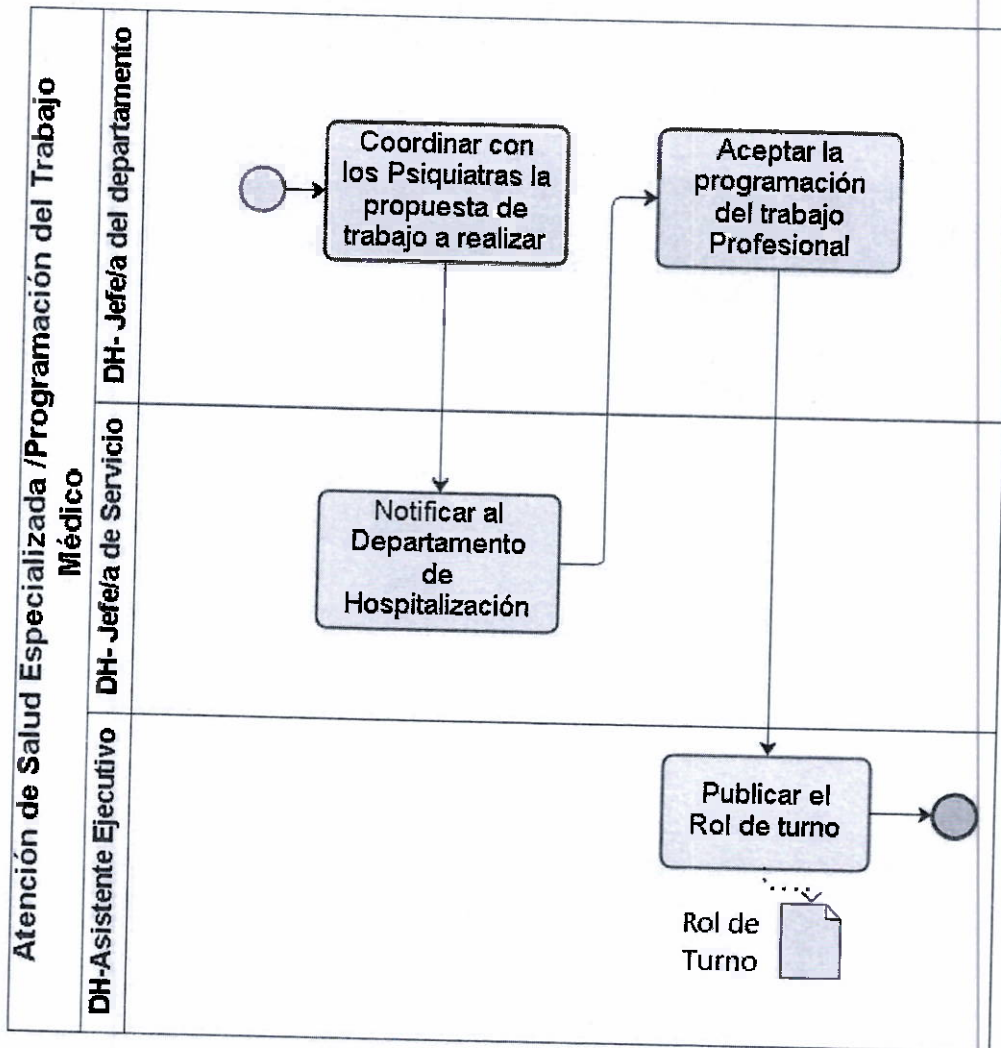 Atención de Salud Especializada /Programación del Trabajo
Médico
DH- Jefe/a del departamento
Coordinar con
los Psiquiatras la
propuesta de
trabajo a realizar
Aceptar la
programación
del trabajo
Profesional
DH- Jefe/a de Servicio
Notificar al
Departamento
de
Hospitalización
DH-Asistente Ejecutivo
Publicar el
Rol de turno
Rol de
Turno